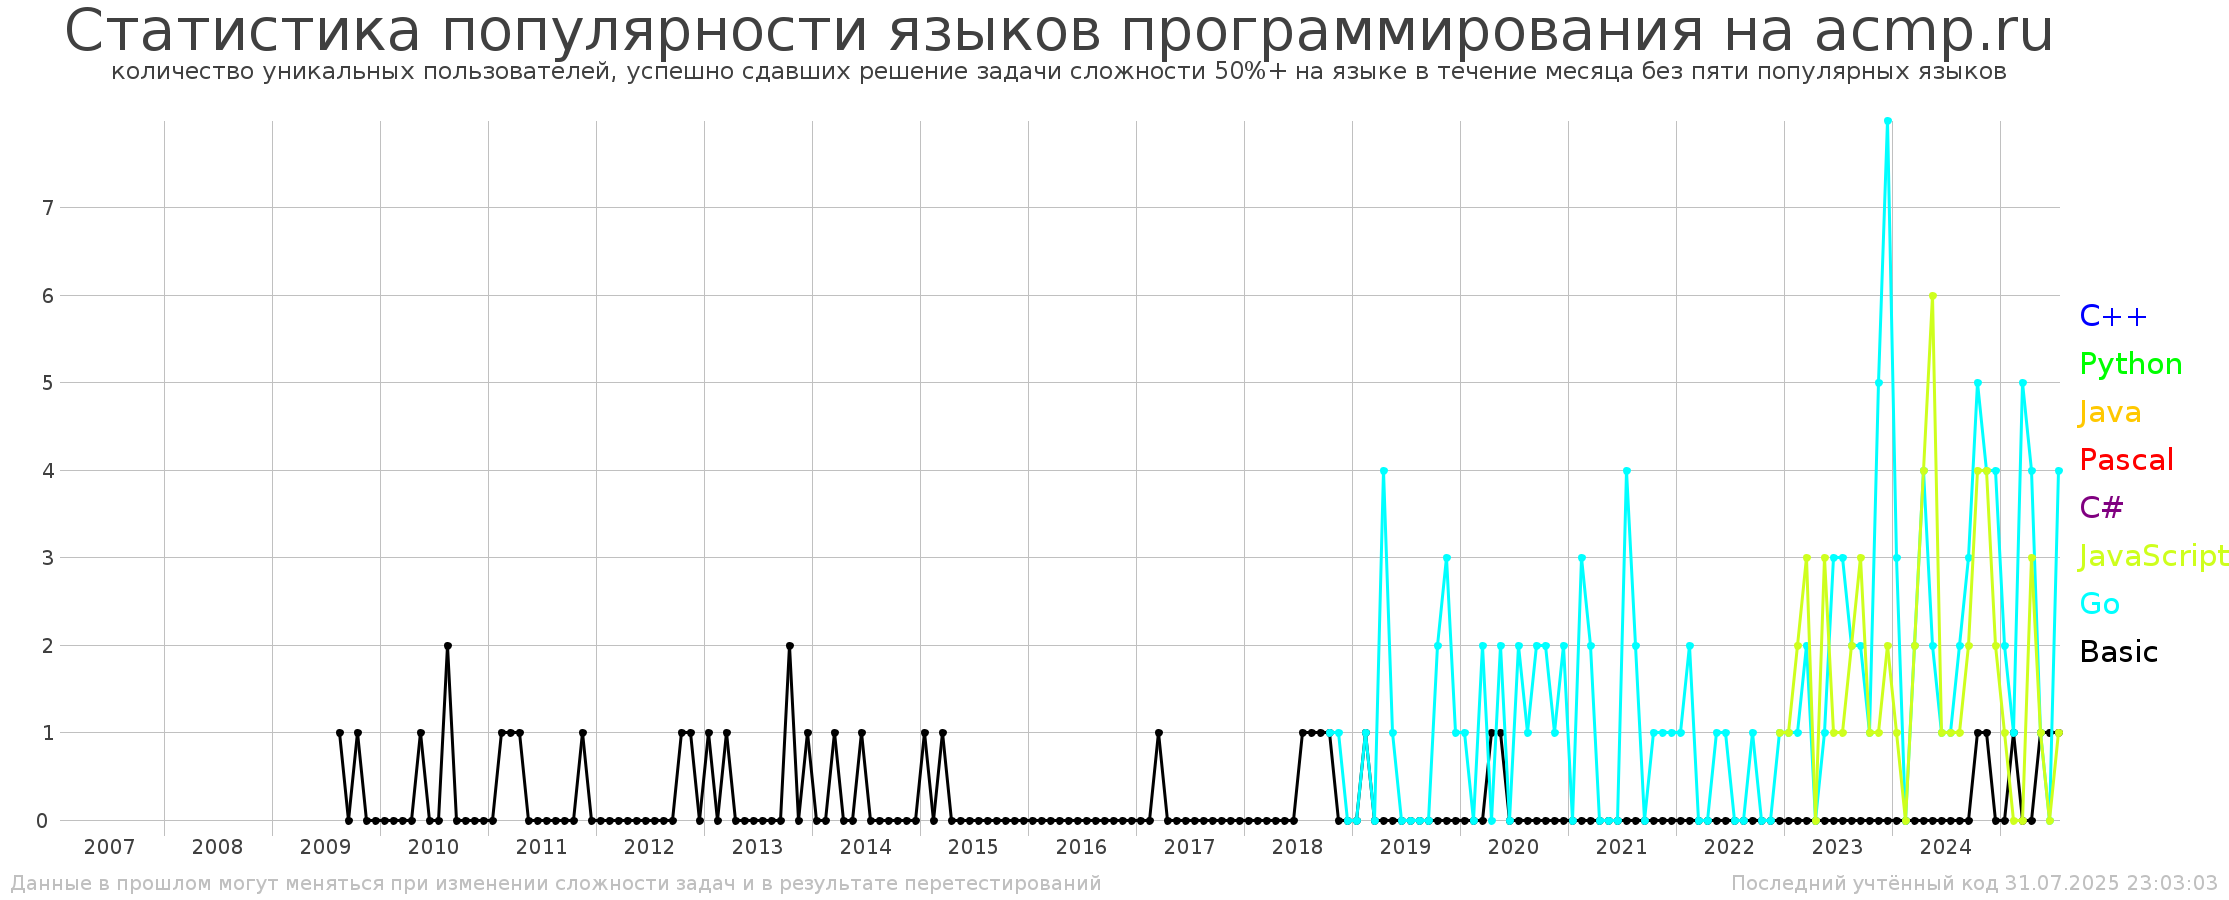 Статистика популярности языков программирования на acmp.ru
количество уникальных пользователей, успешно сдавших решение задачи сложности 50%+ на языке в течение месяца без пяти популярных языков
7
6
5
4
3
2
1
0
C++
Python
Java
Pascal
C#
JavaScript
Go
Basic
2007 2008 2009 2010 2011 2012 2013 2014 2015 2016 2017 2018 2019 2020 2021 2022 2023 2024
Данные в прошлом могут меняться при изменении сложности задач и в результате перетестирований
Последний учтённый код 31.07.2025 23:03:03